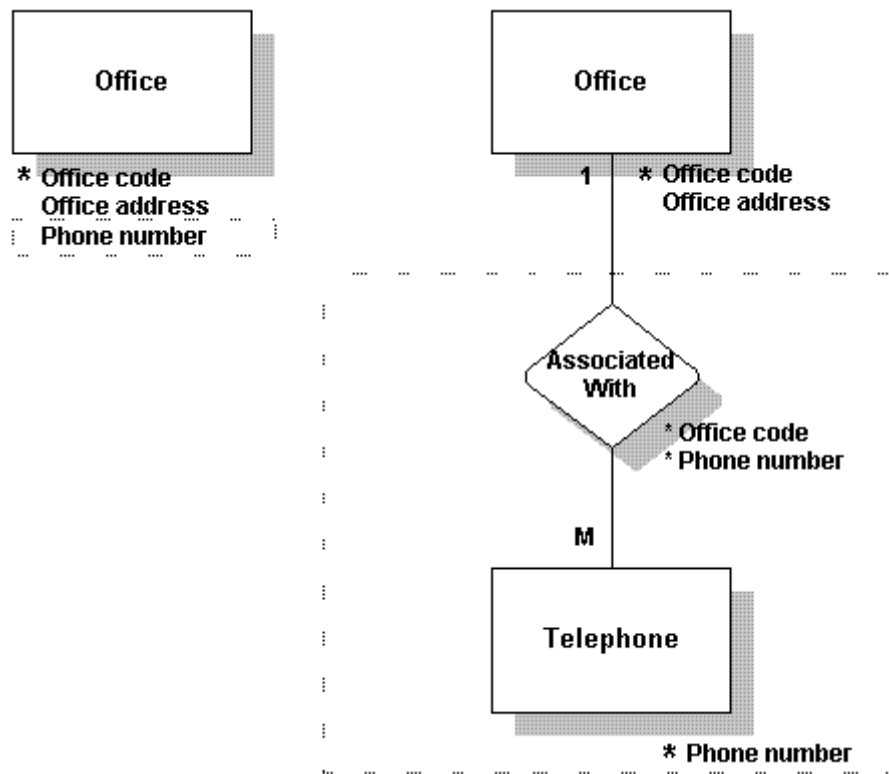 Office
* Office code
Office address
Phone number
Office
1
* Office code
Office address
Associated
With
* Office code
* Phone number
M
Telephone
* Phone number